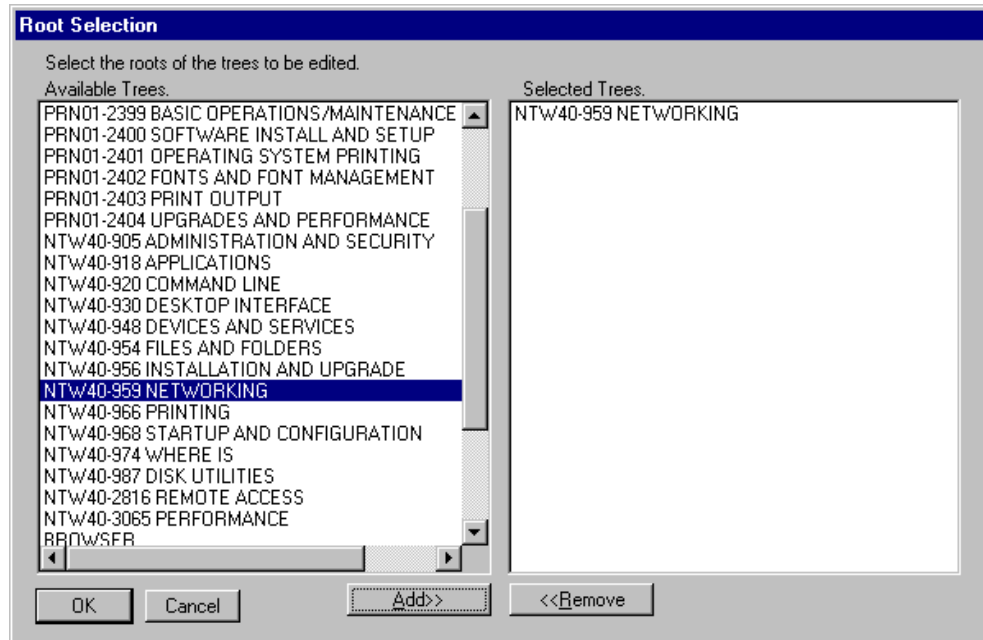 Root Selection
Select the roots of the trees to be edited.
Available Trees.
PRN01-2399 BASIC OPERATIONS/MAINTENANCE
PRN01-2400 SOFTWARE INSTALL AND SETUP
PRN01-2401 OPERATING SYSTEM PRINTING
PRN01-2402 FONTS AND FONT MANAGEMENT
PRN01-2403 PRINT OUTPUT
PRN01-2404 UPGRADES AND PERFORMANCE
NTW40-905 ADMINISTRATION AND SECURITY
NTW40-918 APPLICATIONS
NTW40-920 COMMAND LINE
NTW40-930 DESKTOP INTERFACE
NTW40-948 DEVICES AND SERVICES
NTW40-954 FILES AND FOLDERS
NTW40-956 INSTALLATION AND UPGRADE
NTW40-959 NETWORKING
NTW40-966 PRINTING
NTW40-968 STARTUP AND CONFIGURATION
NTW40-974 WHERE IS
NTW40-987 DISK UTILITIES
NTW40-2816 REMOTE ACCESS
NTW40-3065 PERFORMANCE
BROWSER
Selected Trees.
NTW40-959 NETWORKING
OK
Cancel
Add>>
<<Remove